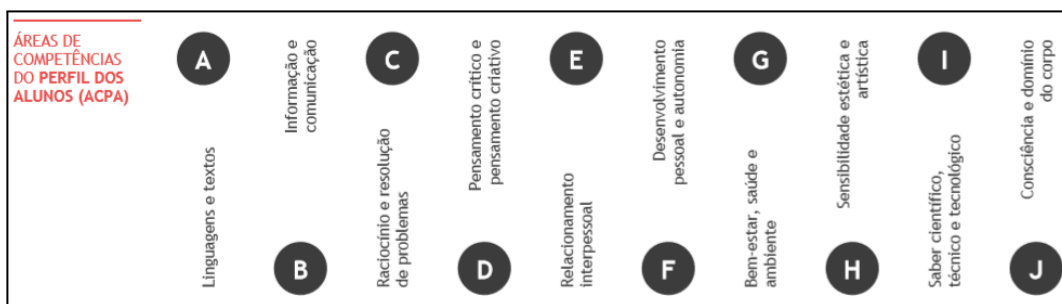 ÁREAS DE
COMPETÊNCIAS
DO PERFIL DOS
ALUNOS (ACPA)
A
Linguagens e textos
Informação e
comunicação
B
C
Raciocínio e resolução
de problemas
Pensamento crítico e
pensamento criativo
D
E
Relacionamento
interpessoal
Desenvolvimento
pessoal e autonomia
F
G
Bem-estar, saúde e
ambiente
Sensibilidade estética e
artística
H
I
Saber científico,
técnico e tecnológico
Consciência e domínio
do corpo
J